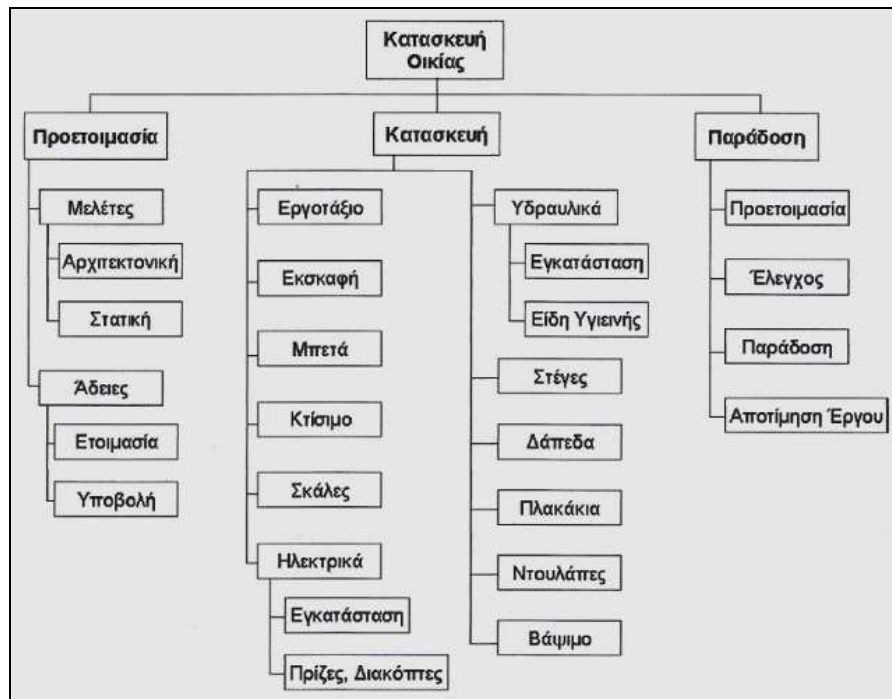 Κατασκευή
Οικίας
Προετοιμασία
Μελέτες
Αρχιτεκτονική
Στατική
Άδειες
Ετοιμασία
Υποβολή
Κατασκευή
Εργοτάξιο
Εκσκαφή
Μπετά
Κτίσιμο
Σκάλες
Ηλεκτρικά
Εγκατάσταση
Πρίζες, Διακόπτες
Υδραυλικά
Εγκατάσταση
Είδη Υγιεινής
Στέγες
Δάπεδα
Πλακάκια
Ντουλάπες
Βάψιμο
Παράδοση
Προετοιμασία
Έλεγχος
Παράδοση
Αποτίμηση Έργου